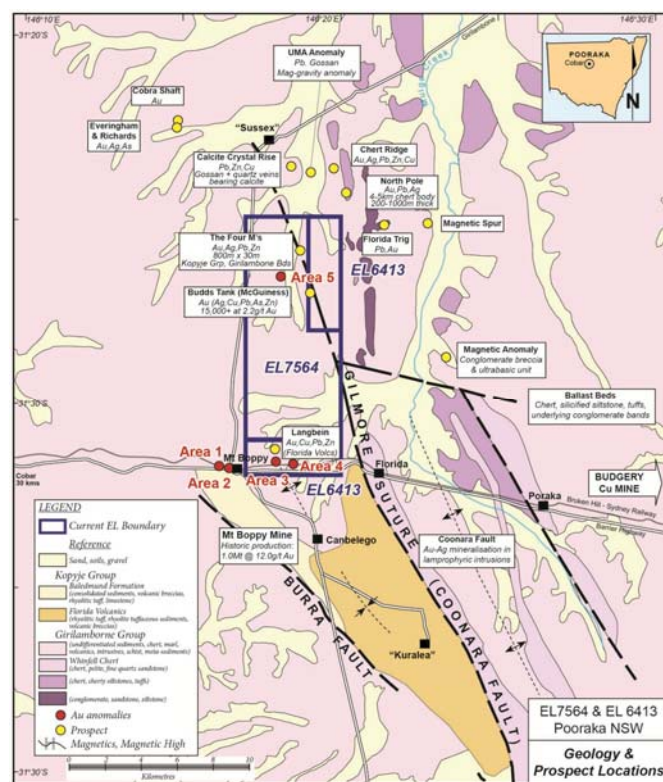 146°10'
146°20'
146°30'
31°20'
UMA Anomaly
Pb. Gossan
Mag-gravity anomaly
Girilambone
POORAKA
Cobar
N
Cobra Shaft
Au
Everingham
& Richards
Au,Ag,As
"Sussex"
Calcite Crystal Rise
Pb,Zn,Cu
Gossan + quartz veins
bearing calcite
Chert Ridge
Au,Ag,Pb,Zn,Cu
North Pole
Au,Pb,Ag
4-5km chert body
200-1000m thick
Magnetic Spur
Florida Trig
Pb,Au
The Four M's
Au,Ag,Pb,Zn
800m x 30m
Kopyje Grp, Girilambone Bds
Area 5
EL6413
Budds Tank (McGuiness)
Au (Ag,Cu,Pb,As,Zn)
15,000+ at 2.2g/t Au
EL7564
Magnetic Anomaly
Conglomerate breccia
& ultrabasic unit
31°30'
GILMORE SUTURE (COONARA FAULT)
Ballast Beds
Chert, silicified siltstone, tuffs,
underlying conglomerate bands
Langbein
Au,Cu,Pb,Zn
(Florida Volcs)
Area 1
Mt Boppy
Area 2
Area 3
Area 4
EL6413
Florida
Cobar
39 kms
BUDGERY
Cu MINE
Poraka
Broken Hill - Sydney Railway
Barrier Highway
LEGEND
Current EL Boundary
Reference
Sand, soils, gravel
Kopyje Group
Baledmund Formation
(consolidated sediments, volcanic breccias,
rhyolitic tuff, limestone)
Florida Volcanics
(rhyolitic tuff, rhyolite tuffaceous sediments,
volcanic breccias)
Girilamborne Group
(undifferentiated sediments, chert, marl,
volcanics, intrusives, schist, meta sediments)
Whinfell Chert
(chert, pelite, fine quartz sandstone)
(chert, cherty siltstones, tuffs)
(conglomerate, sandstone, siltstone)
Au anomalies
Prospect
Magnetics, Magnetic High
Mt Boppy Mine
Historic production:
1.0Mt @ 12.0g/t Au
Canbelego
Coonara Fault
Au-Ag mineralisation in
lamprophyric intrusions
BURRA FAULT
"Kuralea"
EL7564 & EL 6413
Pooraka NSW
Geology &
Prospect Locations
31°30'
0
10
Kilometres